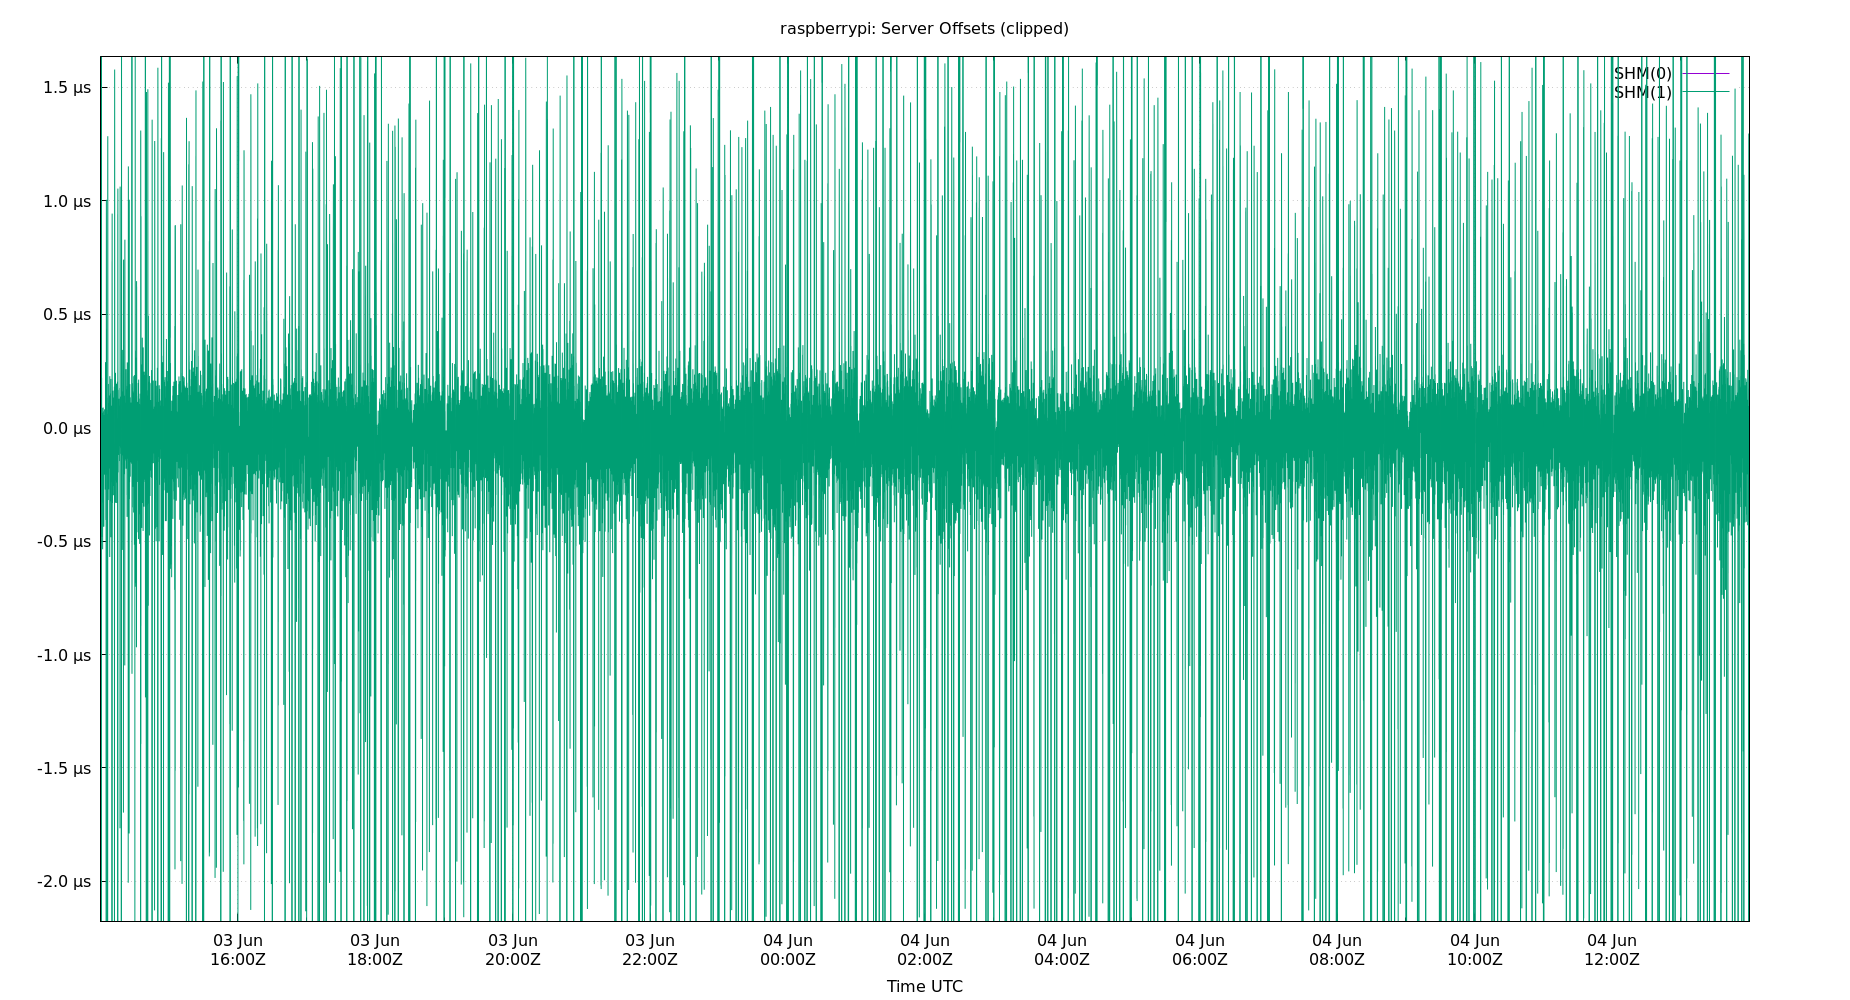 raspberrypi: Server Offsets (clipped)
SHM(0)
SHM(1)
1.5 µs
1.0 µs
0.5 µs
0.0 µs
-0.5 µs
-1.0 µs
-1.5 µs
-2.0 µs
03 Jun 03 Jun 03 Jun 03 Jun 04 Jun 04 Jun 04 Jun 04 Jun 04 Jun 04 Jun 04 Jun
16:00Z 18:00Z 20:00Z 22:00Z 00:00Z 02:00Z 04:00Z 06:00Z 08:00Z 10:00Z 12:00Z
Time UTC